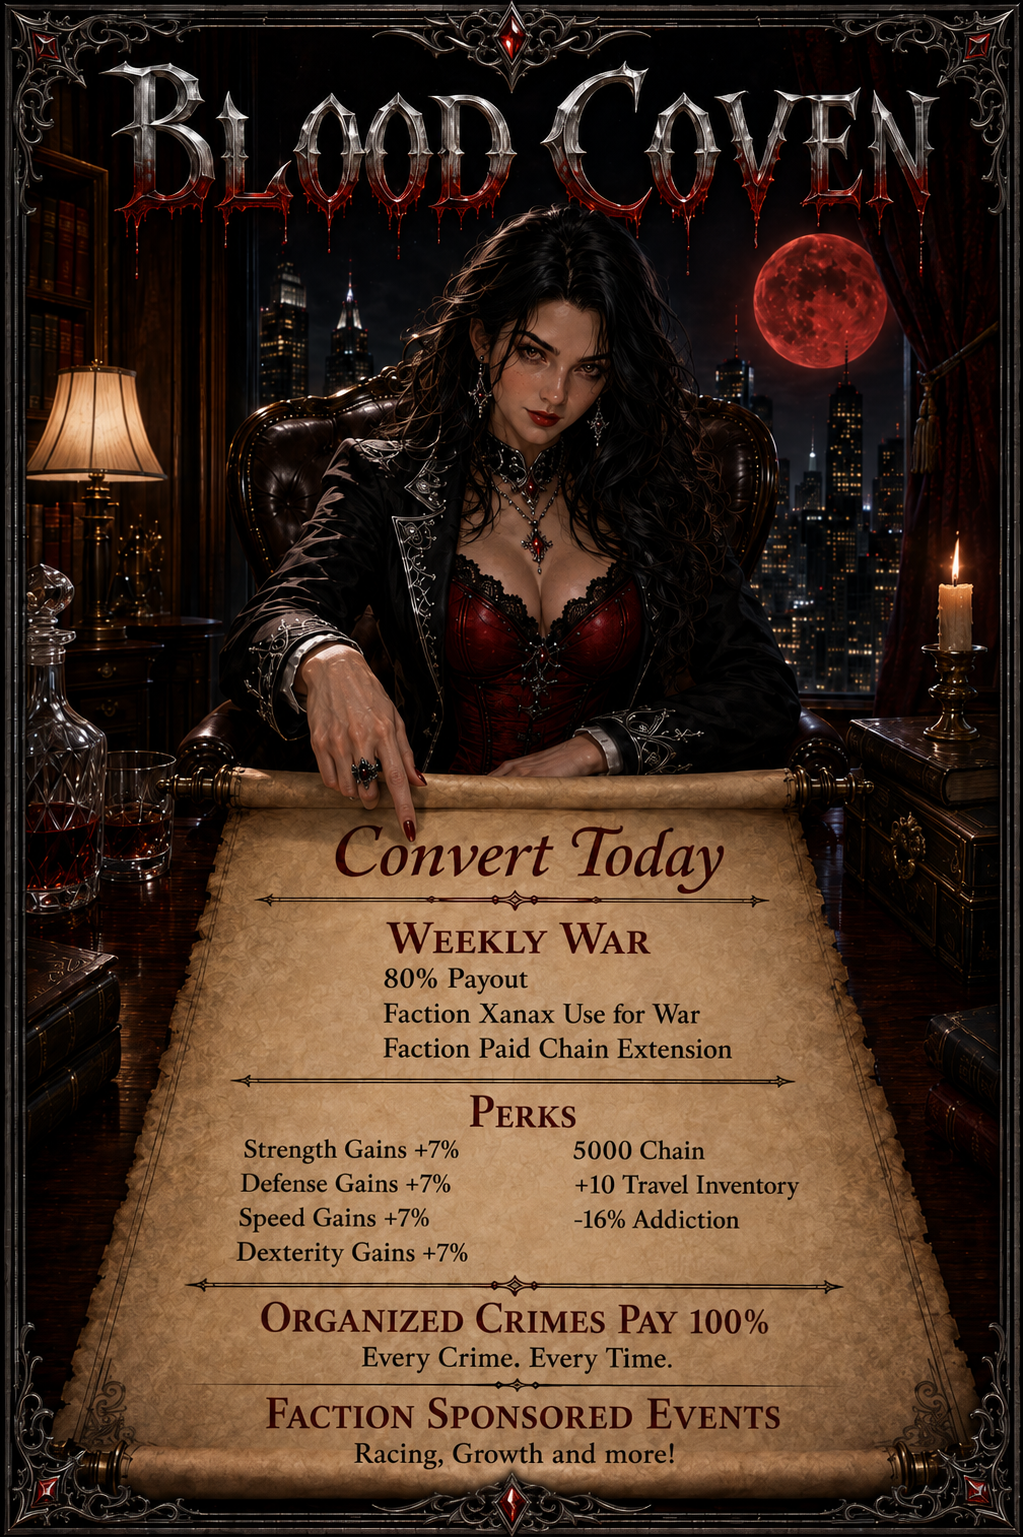 BLOOD COVEN
Convert Today
WEEKLY WAR
80% Payout
Faction Xanax Use for War
Faction Paid Chain Extension
PERKS
Strength Gains +7%
Defense Gains +7%
Speed Gains +7%
Dexterity Gains +7%
5000 Chain
+10 Travel Inventory
-16% Addiction
ORGANIZED CRIMES PAY 100%
Every Crime. Every Time.
FACTION SPONSORED EVENTS
Racing, Growth and more!